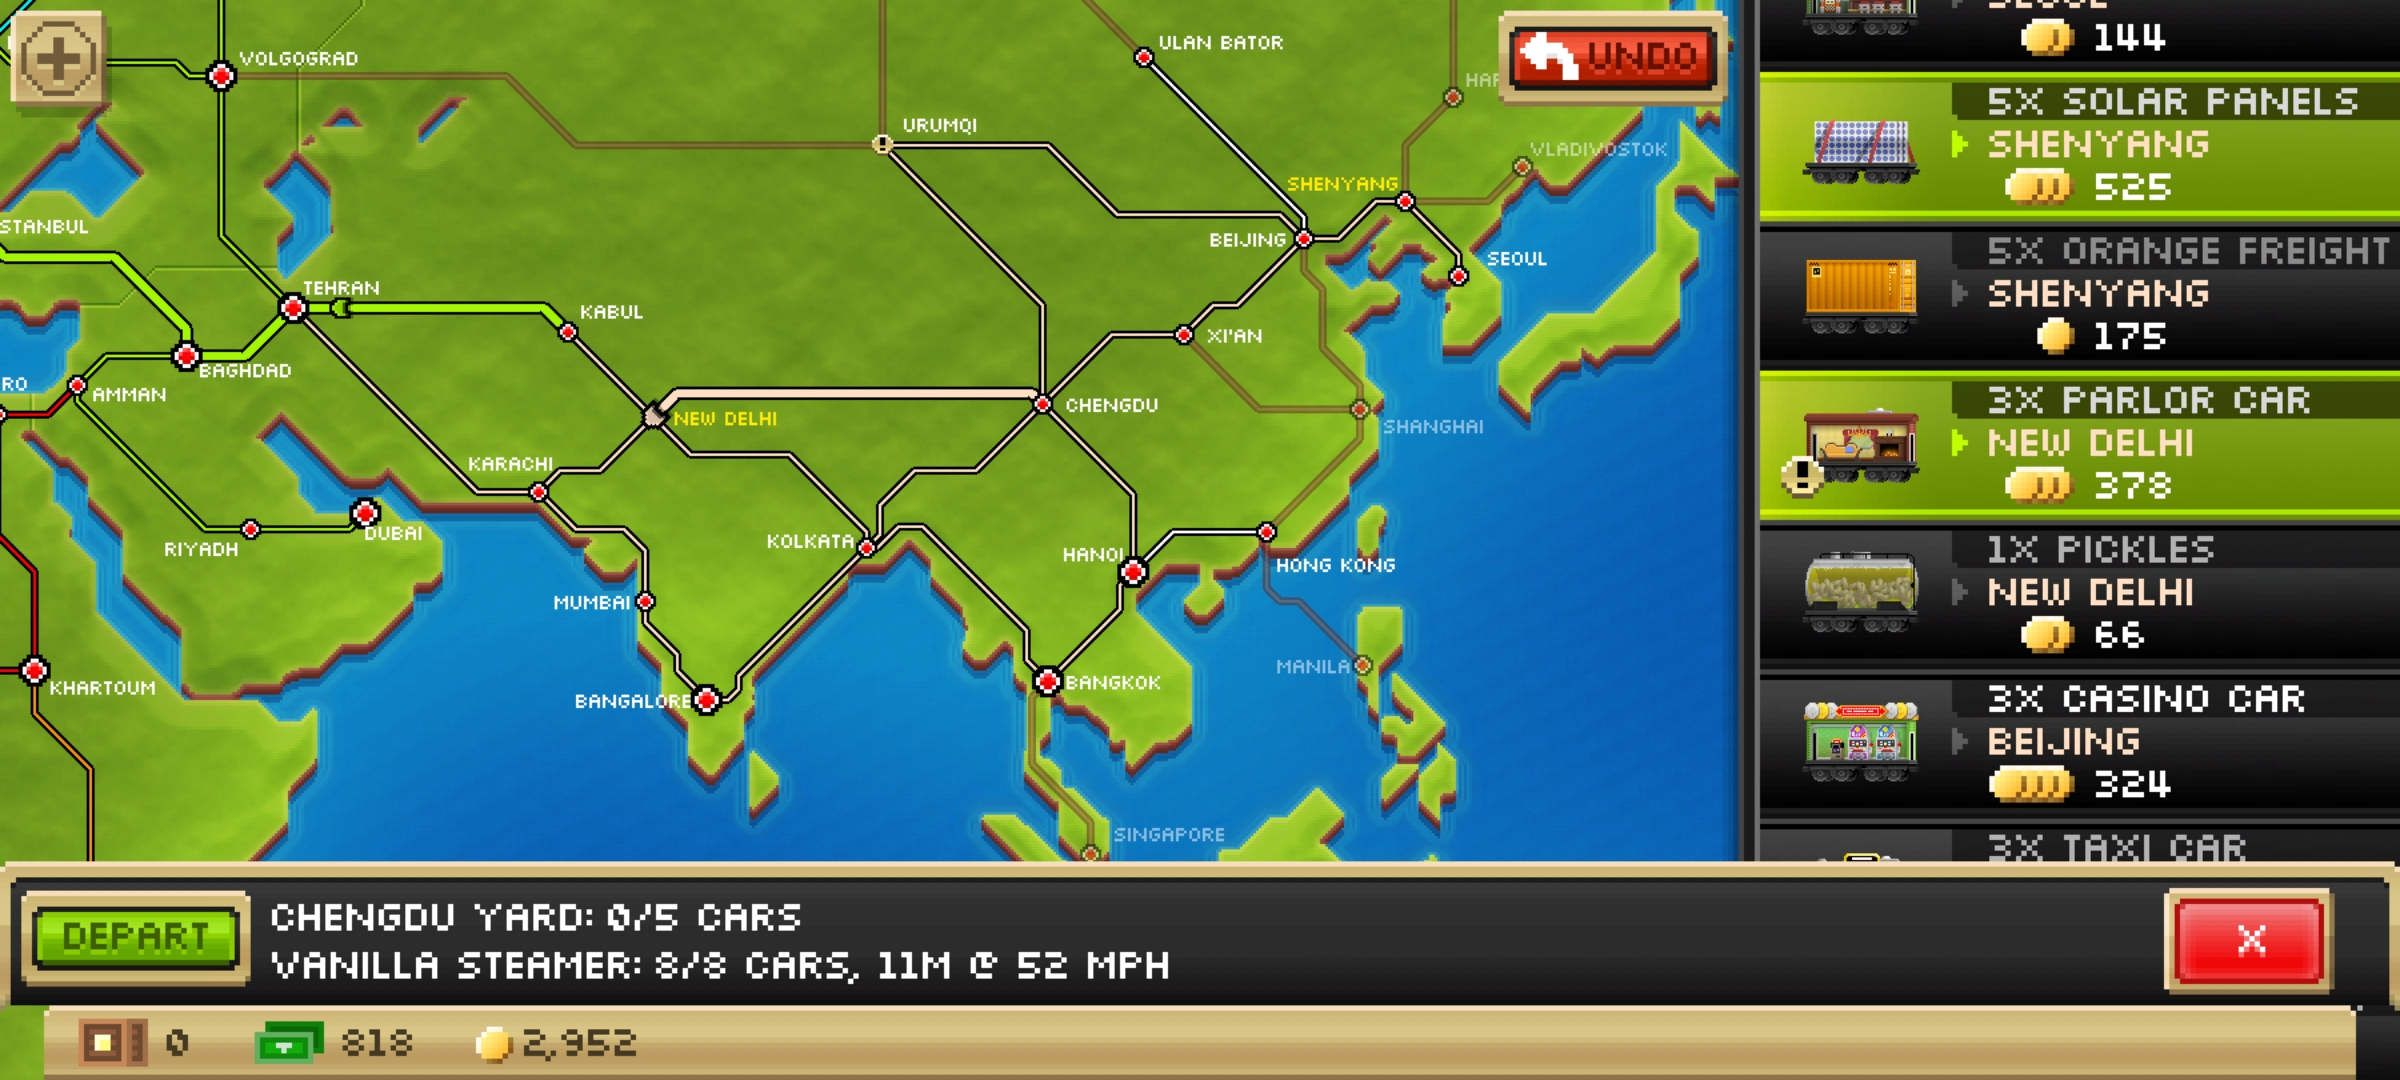 VOLGOGRAD
ULAN BATOR
UNDO
URUMQI
VLADIVOSTOK
SHENYANG
STANBUL
BEIJING
SEOUL
TEHRAN
KABUL
XI'AN
BAGHDAD
RO
AMMAN
NEW DELHI
CHENGDU
SHANGHAI
KARACHI
DUBAI
RIYADH
KOLKATA
HANOI
HONG KONG
MUMBAI
KHARTOUM
BANGALORE
BANGKOK
MANILA
SINGAPORE
144
5X SOLAR PANELS
SHENYANG
525
5X ORANGE FREIGHT
SHENYANG
175
3X PARLOR CAR
NEW DELHI
378
1X PICKLES
NEW DELHI
66
3X CASINO CAR
BEIJING
324
3X TAXI CAR
DEPART
CHENGDU YARD: 0/5 CARS
VANILLA STEAMER: 8/8 CARS, 11M @ 52 MPH
X
0
818
2,952